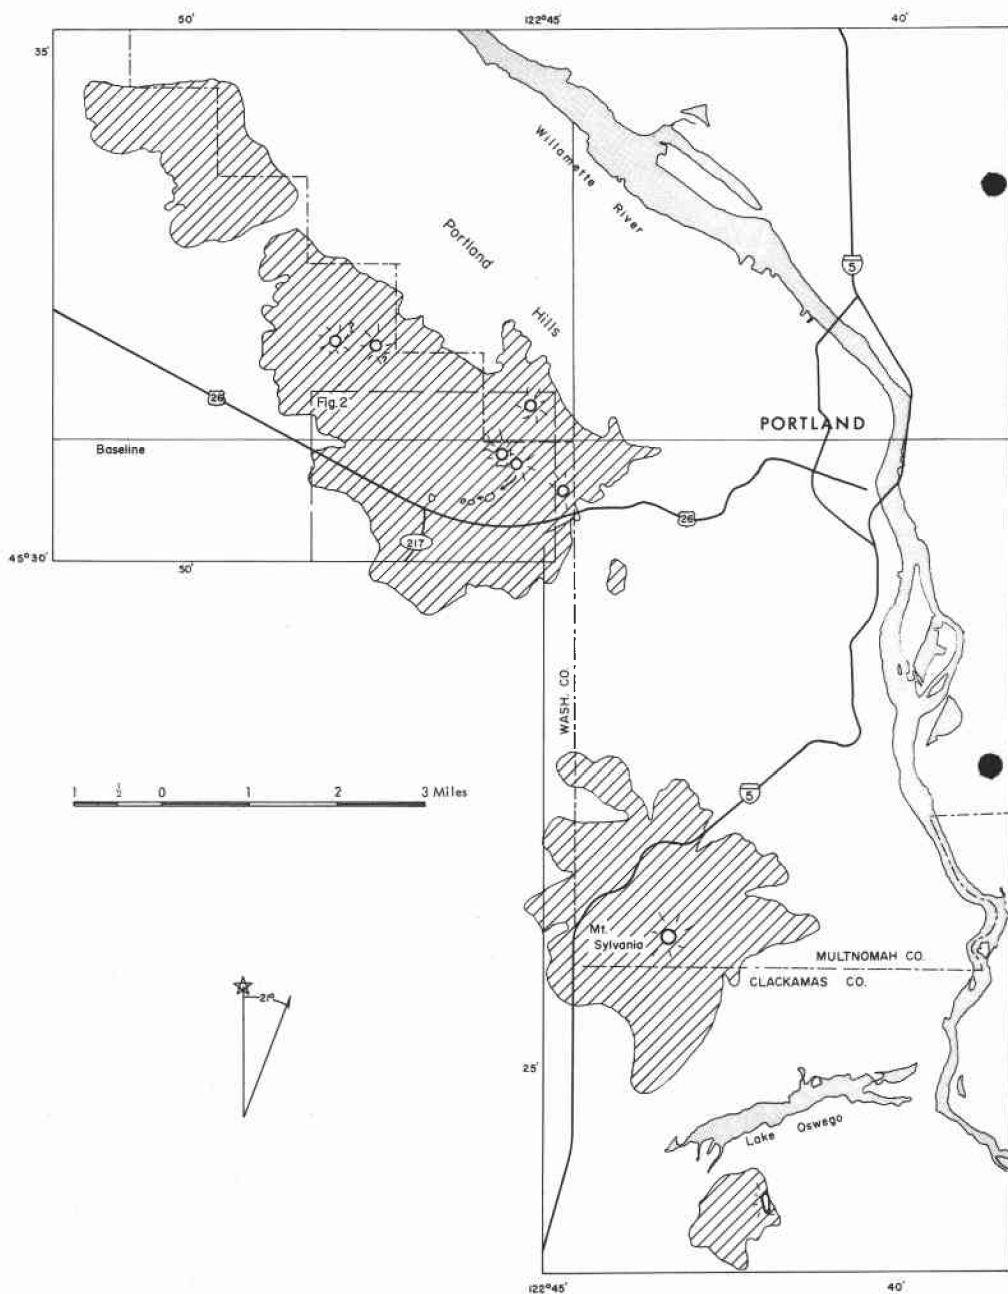 50' 122°45' 40'
35'
Willamette River
Portland Hills
5
?
?
26
Fig. 2
PORTLAND
Baseline
26
217
45°30'
50'
WASH. CO.
1 ½ 0 1 2 3 Miles
5
Mt. Sylvania
MULTNOMAH CO.
CLACKAMAS CO.
21°
25'
Lake Oswego
122°45' 40'